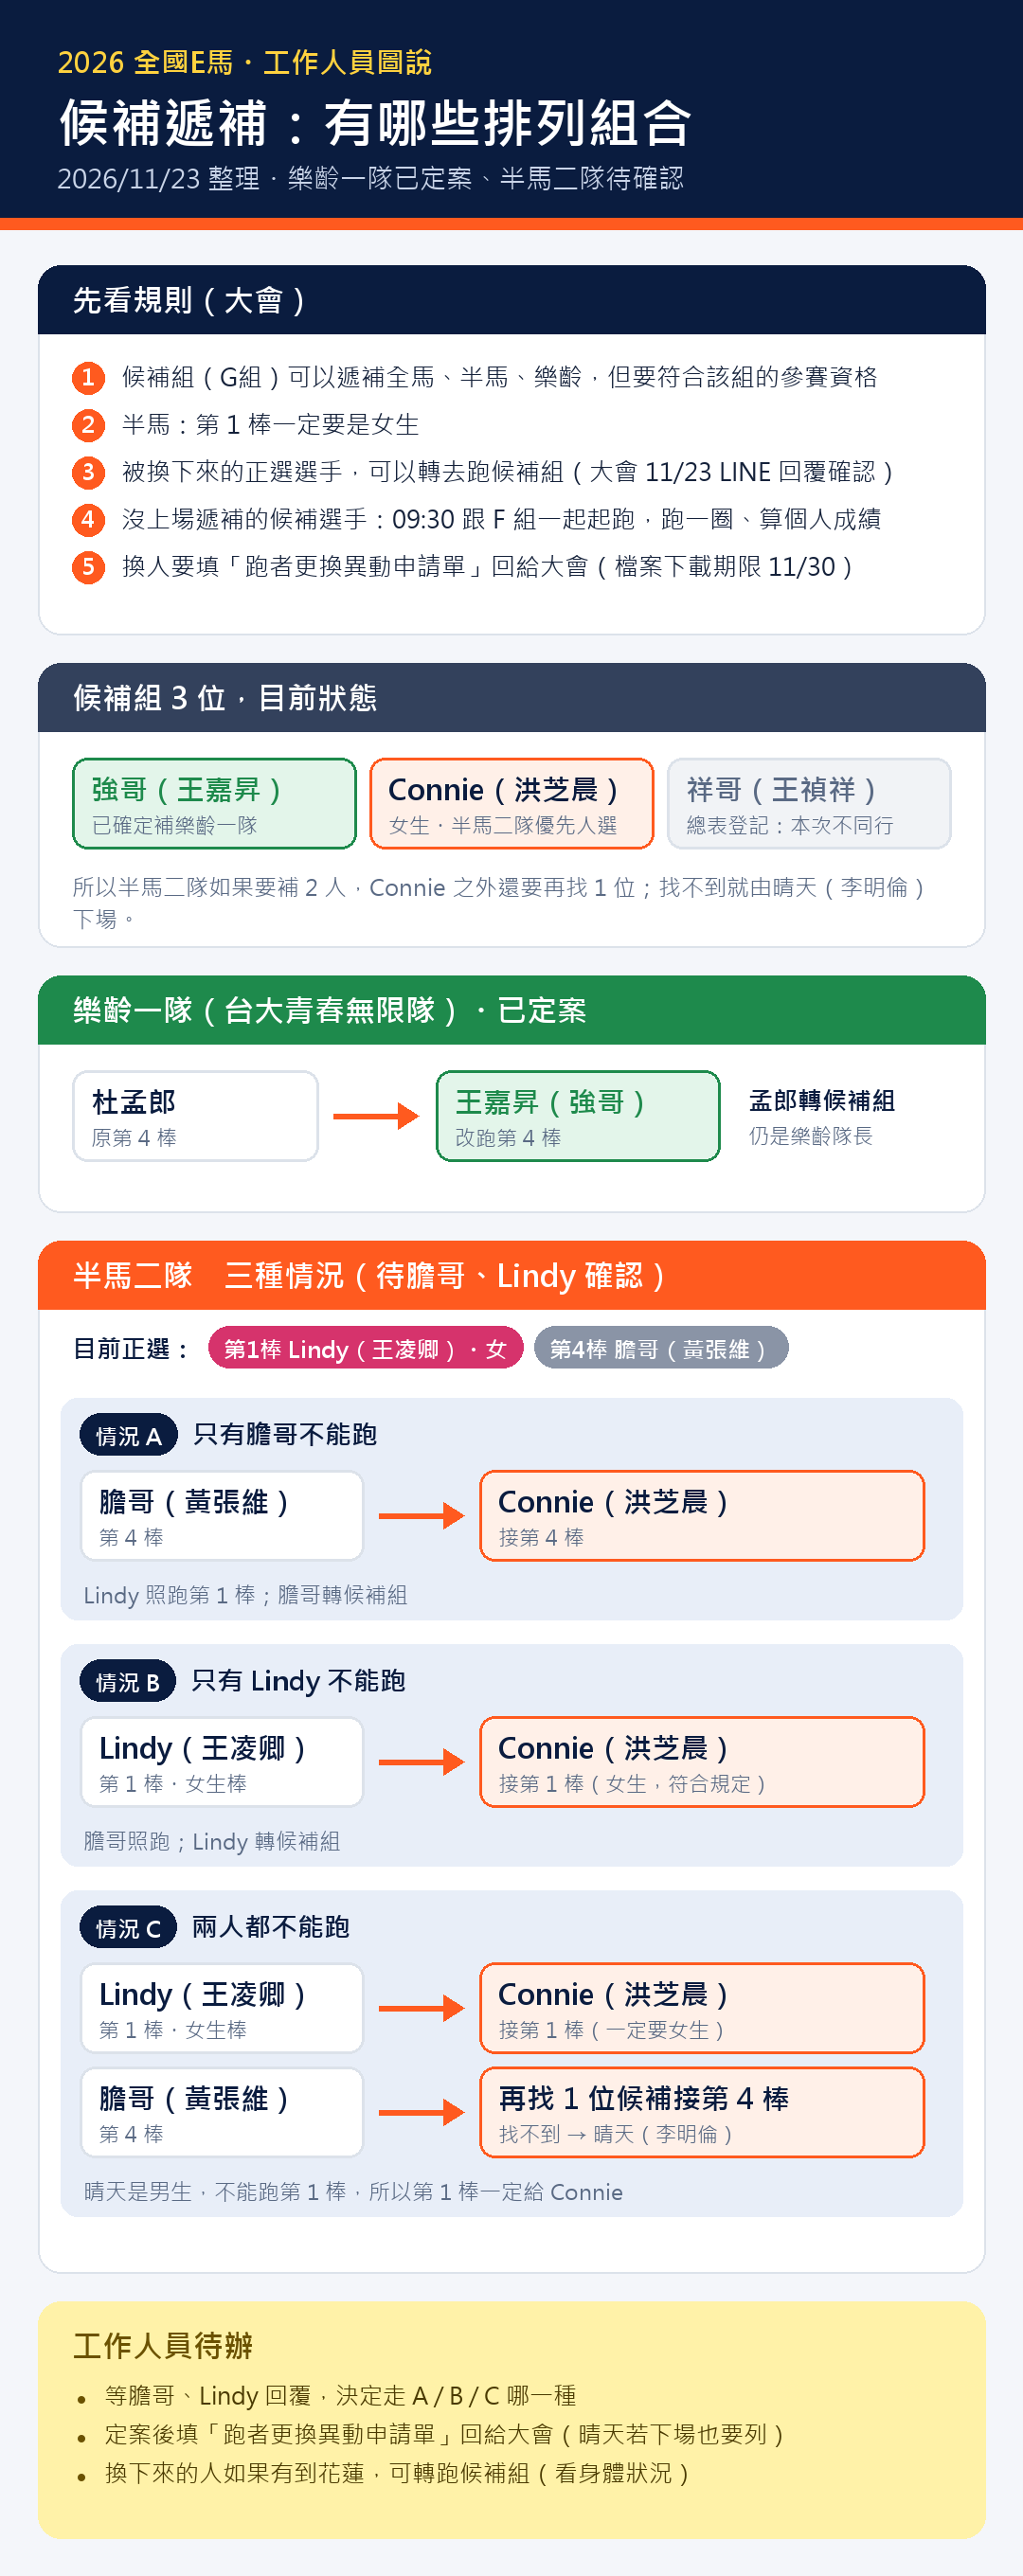 2026 全國E馬．工作人員圖說
候補遞補：有哪些排列組合
2026/11/23 整理．樂齡一隊已定案、半馬二隊待確認
先看規則（大會）
1 候補組（G組）可以遞補全馬、半馬、樂齡，但要符合該組的參賽資格
2 半馬：第 1 棒一定要是女生
3 被換下來的正選選手，可以轉去跑候補組（大會 11/23 LINE 回覆確認）
4 沒上場遞補的候補選手：09:30 跟 F 組一起起跑，跑一圈、算個人成績
5 換人要填「跑者更換異動申請單」回給大會（檔案下載期限 11/30）
候補組 3 位，目前狀態
強哥（王嘉昇）
已確定補樂齡一隊
Connie（洪芝晨）
女生．半馬二隊優先人選
祥哥（王禎祥）
總表登記：本次不同行
所以半馬二隊如果要補 2 人，Connie 之外還要再找 1 位；找不到就由晴天（李明倫）
下場。
樂齡一隊（台大青春無限隊）．已定案
杜孟郎
原第 4 棒
王嘉昇（強哥）
改跑第 4 棒
孟郎轉候補組
仍是樂齡隊長
半馬二隊　三種情況（待膽哥、Lindy 確認）
目前正選： 第1棒 Lindy（王凌卿）．女 第4棒 膽哥（黃張維）
情況 A 只有膽哥不能跑
膽哥（黃張維）
第 4 棒
Connie（洪芝晨）
接第 4 棒
Lindy 照跑第 1 棒；膽哥轉候補組
情況 B 只有 Lindy 不能跑
Lindy（王凌卿）
第 1 棒．女生棒
Connie（洪芝晨）
接第 1 棒（女生，符合規定）
膽哥照跑；Lindy 轉候補組
情況 C 兩人都不能跑
Lindy（王凌卿）
第 1 棒．女生棒
Connie（洪芝晨）
接第 1 棒（一定要女生）
膽哥（黃張維）
第 4 棒
再找 1 位候補接第 4 棒
找不到 → 晴天（李明倫）
晴天是男生，不能跑第 1 棒，所以第 1 棒一定給 Connie
工作人員待辦
• 等膽哥、Lindy 回覆，決定走 A / B / C 哪一種
• 定案後填「跑者更換異動申請單」回給大會（晴天若下場也要列）
• 換下來的人如果有到花蓮，可轉跑候補組（看身體狀況）